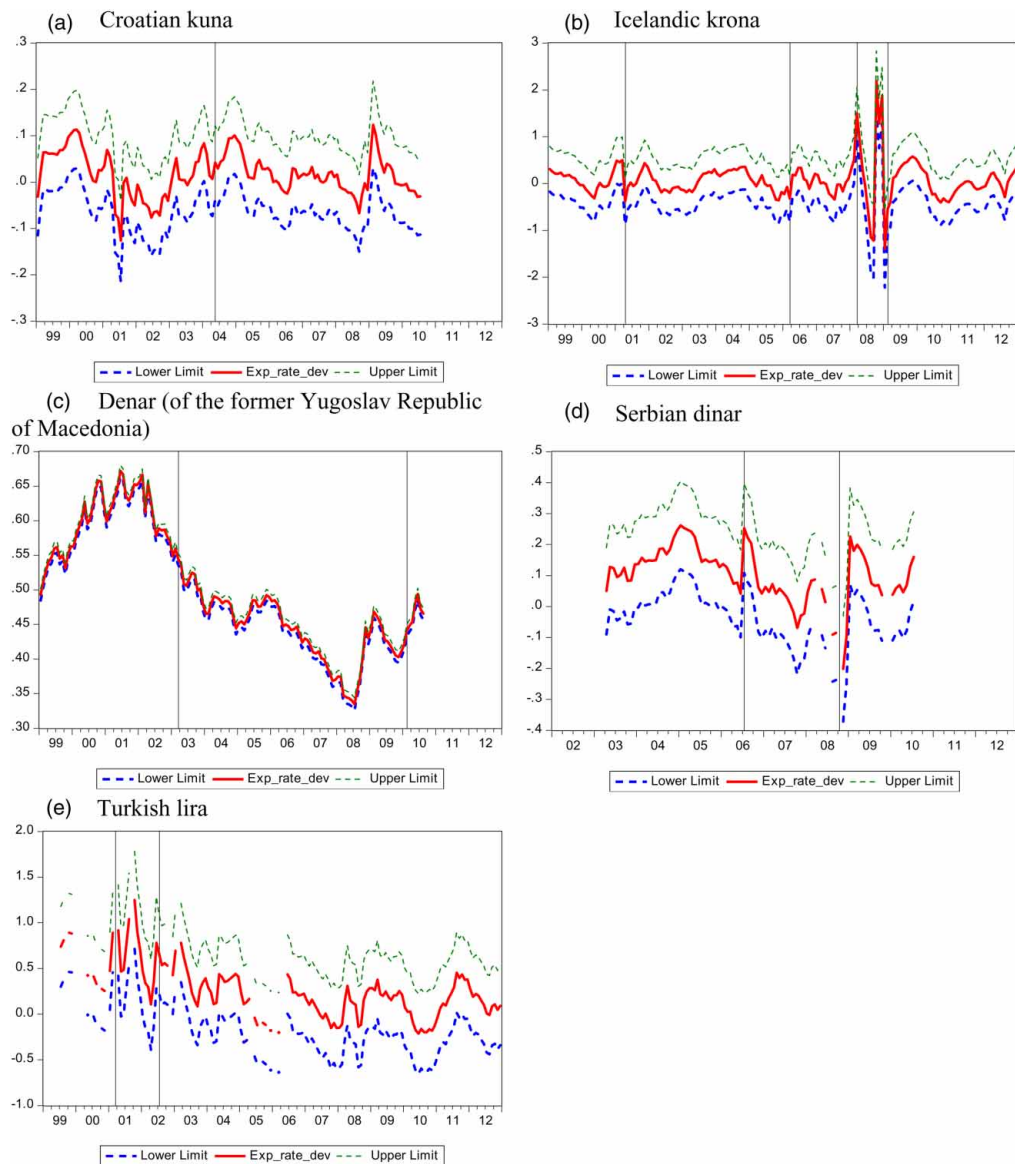 (a) Croatian kuna
.3
.2
.1
.0
-.1
-.2
-.3
99 00 01 02 03 04 05 06 07 08 09 10 11 12
Lower Limit Exp_rate_dev Upper Limit
(b) Icelandic krona
3
2
1
0
-1
-2
-3
99 00 01 02 03 04 05 06 07 08 09 10 11 12
Lower Limit Exp_rate_dev Upper Limit
(c) Denar (of the former Yugoslav Republic
of Macedonia)
.70
.65
.60
.55
.50
.45
.40
.35
.30
99 00 01 02 03 04 05 06 07 08 09 10 11 12
Lower Limit Exp_rate_dev Upper Limit
(d) Serbian dinar
.5
.4
.3
.2
.1
.0
-.1
-.2
-.3
-.4
02 03 04 05 06 07 08 09 10 11 12
Lower Limit Exp_rate_dev Upper Limit
(e) Turkish lira
2.0
1.5
1.0
0.5
0.0
-0.5
-1.0
99 00 01 02 03 04 05 06 07 08 09 10 11 12
Lower Limit Exp_rate_dev Upper Limit